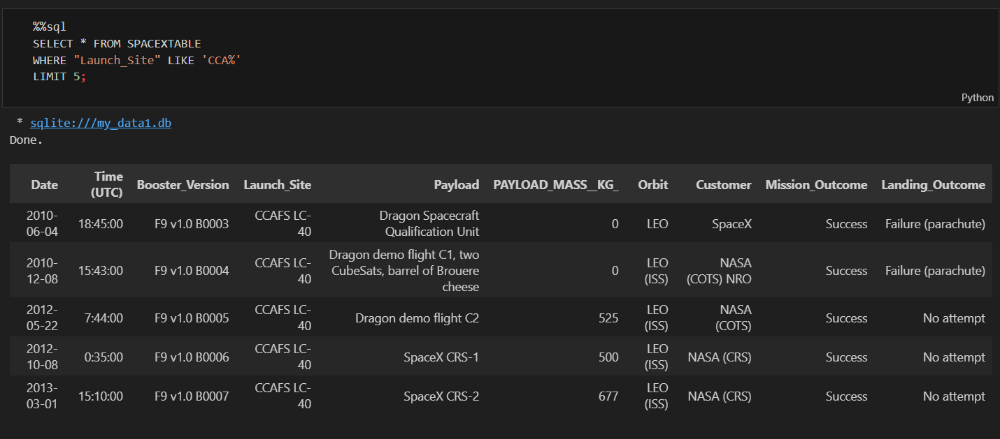 %%sql
SELECT * FROM SPACEXTABLE
WHERE "Launch_Site" LIKE 'CCA%'
LIMIT 5;
Python
* sqlite:///my_data1.db
Done.
Date Time (UTC) Booster_Version Launch_Site Payload PAYLOAD_MASS__KG_ Orbit Customer Mission_Outcome Landing_Outcome
2010-06-04 18:45:00 F9 v1.0 B0003 CCAFS LC-40 Dragon Spacecraft Qualification Unit 0 LEO SpaceX Success Failure (parachute)
2010-12-08 15:43:00 F9 v1.0 B0004 CCAFS LC-40 Dragon demo flight C1, two CubeSats, barrel of Brouere cheese 0 LEO (ISS) NASA (COTS) NRO Success Failure (parachute)
2012-05-22 7:44:00 F9 v1.0 B0005 CCAFS LC-40 Dragon demo flight C2 525 LEO (ISS) NASA (COTS) Success No attempt
2012-10-08 0:35:00 F9 v1.0 B0006 CCAFS LC-40 SpaceX CRS-1 500 LEO (ISS) NASA (CRS) Success No attempt
2013-03-01 15:10:00 F9 v1.0 B0007 CCAFS LC-40 SpaceX CRS-2 677 LEO (ISS) NASA (CRS) Success No attempt